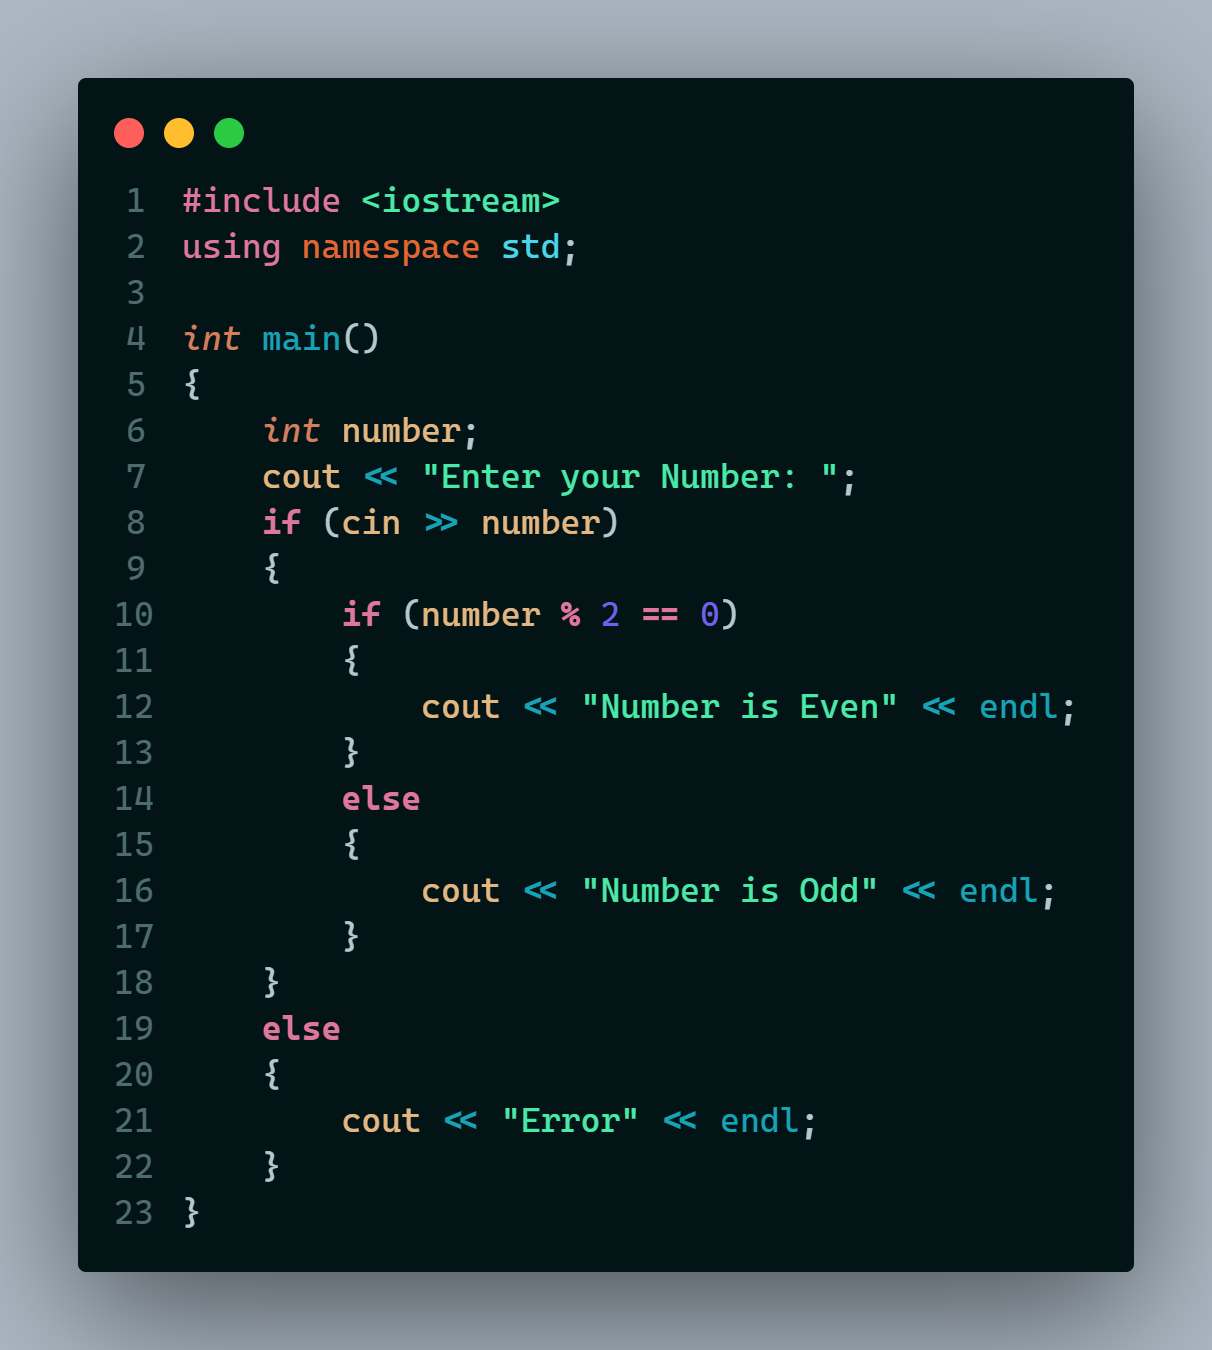 1 #include <iostream>
2 using namespace std;
3
4 int main()
5 {
6     int number;
7     cout << "Enter your Number: ";
8     if (cin >> number)
9     {
10         if (number % 2 == 0)
11         {
12             cout << "Number is Even" << endl;
13         }
14         else
15         {
16             cout << "Number is Odd" << endl;
17         }
18     }
19     else
20     {
21         cout << "Error" << endl;
22     }
23 }